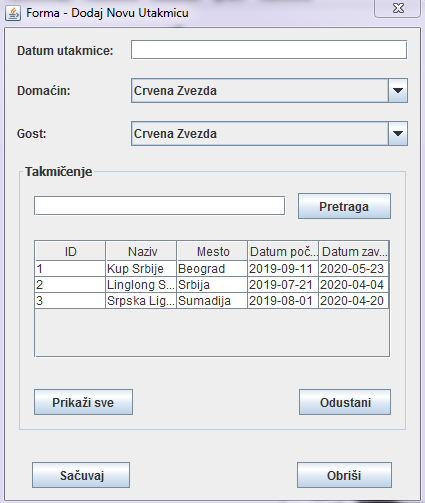 Forma - Dodaj Novu Utakmicu
Datum utakmice:
Domaćin: Crvena Zvezda
Gost: Crvena Zvezda
Takmičenje
Pretraga
ID Naziv Mesto Datum poč... Datum zav...
1 Kup Srbije Beograd 2019-09-11 2020-05-23
2 Linglong S... Srbija 2019-07-21 2020-04-04
3 Srpska Lig... Sumadija 2019-08-01 2020-04-20
Prikaži sve Odustani
Sačuvaj Obriši